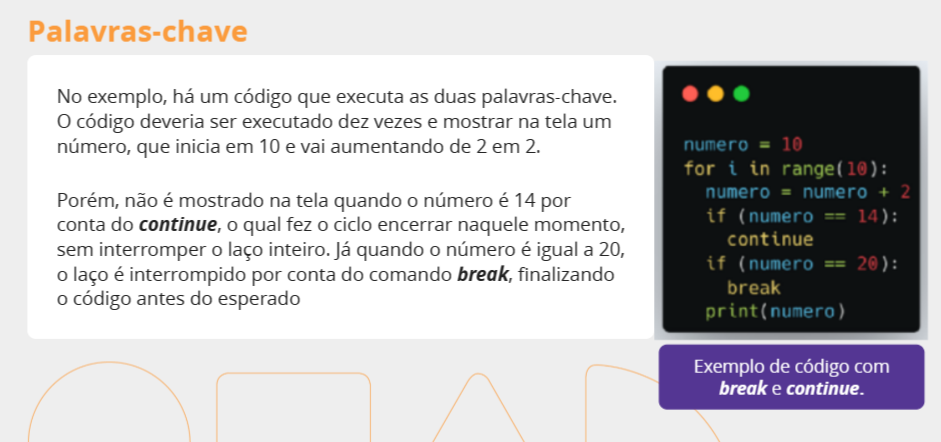 Palavras-chave
No exemplo, há um código que executa as duas palavras-chave.
O código deveria ser executado dez vezes e mostrar na tela um
número, que inicia em 10 e vai aumentando de 2 em 2.
Porém, não é mostrado na tela quando o número é 14 por
conta do continue, o qual fez o ciclo encerrar naquele momento,
sem interromper o laço inteiro. Já quando o número é igual a 20,
o laço é interrompido por conta do comando break, finalizando
o código antes do esperado
numero = 10
for i in range(10):
  numero = numero + 2
  if (numero == 14):
    continue
  if (numero == 20):
    break
  print(numero)
Exemplo de código com
break e continue.